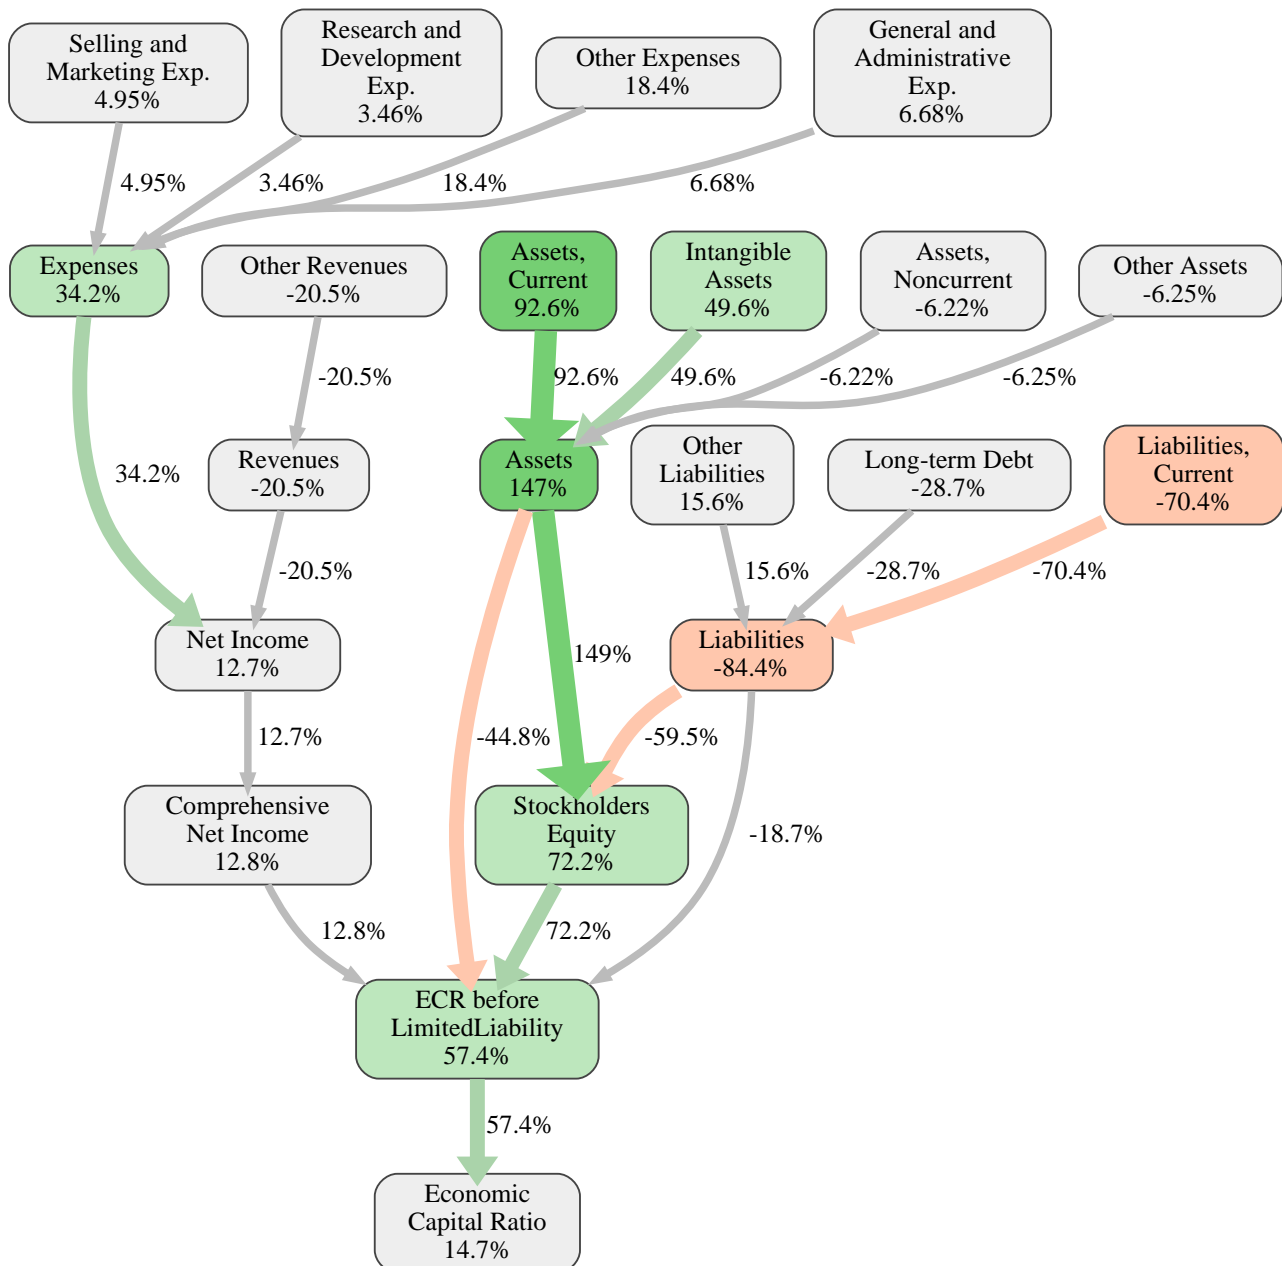 Selling and
Marketing Exp.
4.95%
Research and
Development
Exp.
3.46%
Other Expenses
18.4%
General and
Administrative
Exp.
6.68%
4.95%
3.46%
18.4%
6.68%
Expenses
34.2%
Other Revenues
-20.5%
Assets,
Current
92.6%
Intangible
Assets
49.6%
Assets,
Noncurrent
-6.22%
Other Assets
-6.25%
-20.5%
92.6%
49.6%
-6.22%
-6.25%
34.2%
Revenues
-20.5%
Assets
147%
Other
Liabilities
15.6%
Long-term Debt
-28.7%
Liabilities,
Current
-70.4%
-20.5%
15.6%
-28.7%
-70.4%
Net Income
12.7%
149%
Liabilities
-84.4%
12.7%
-44.8%
-59.5%
Comprehensive
Net Income
12.8%
Stockholders
Equity
72.2%
-18.7%
12.8%
72.2%
ECR before
LimitedLiability
57.4%
57.4%
Economic
Capital Ratio
14.7%